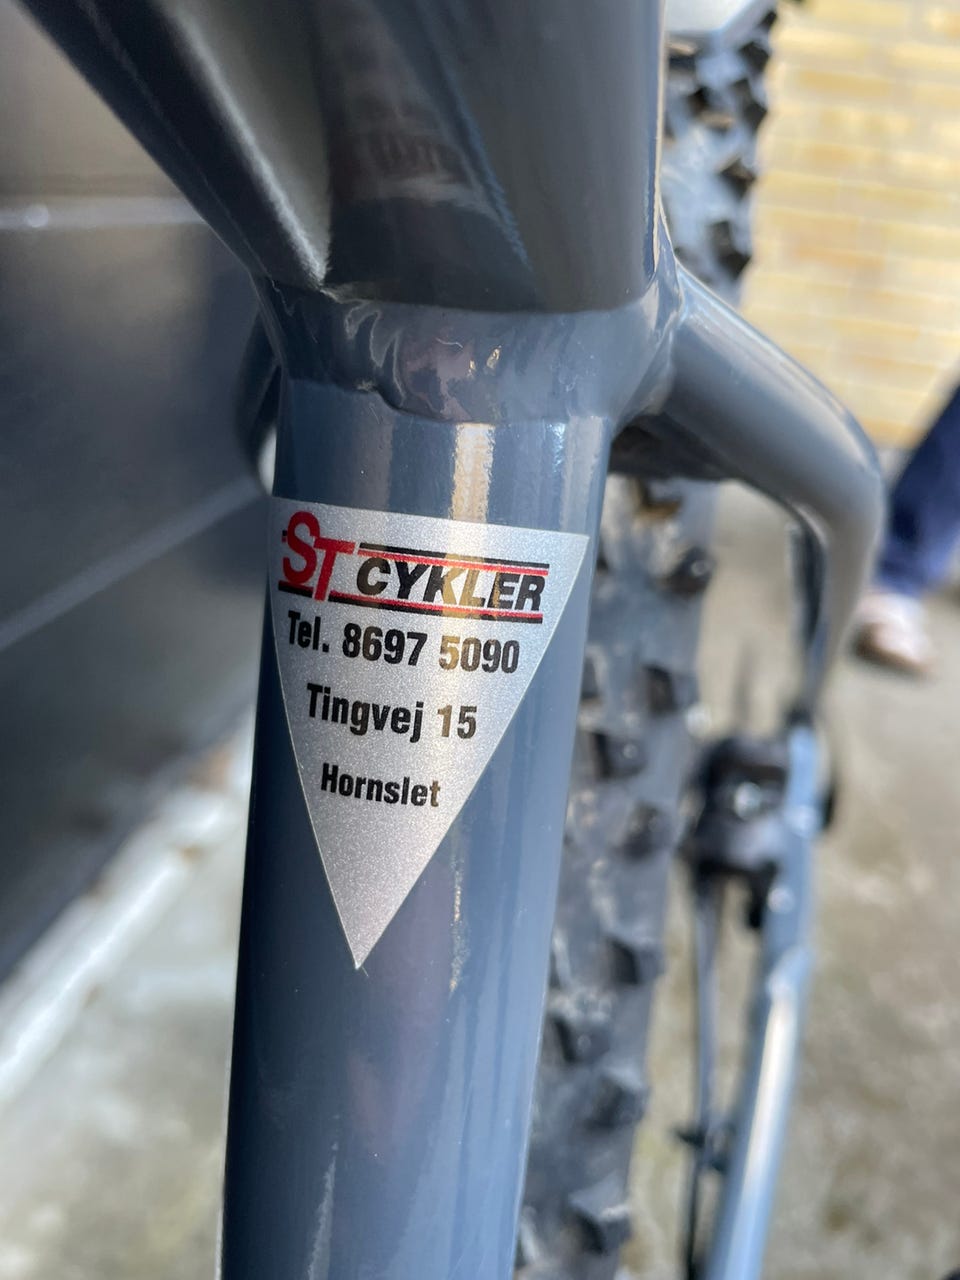 ST CYKLER
Tel. 8697 5090
Tingvej 15
Hornslet